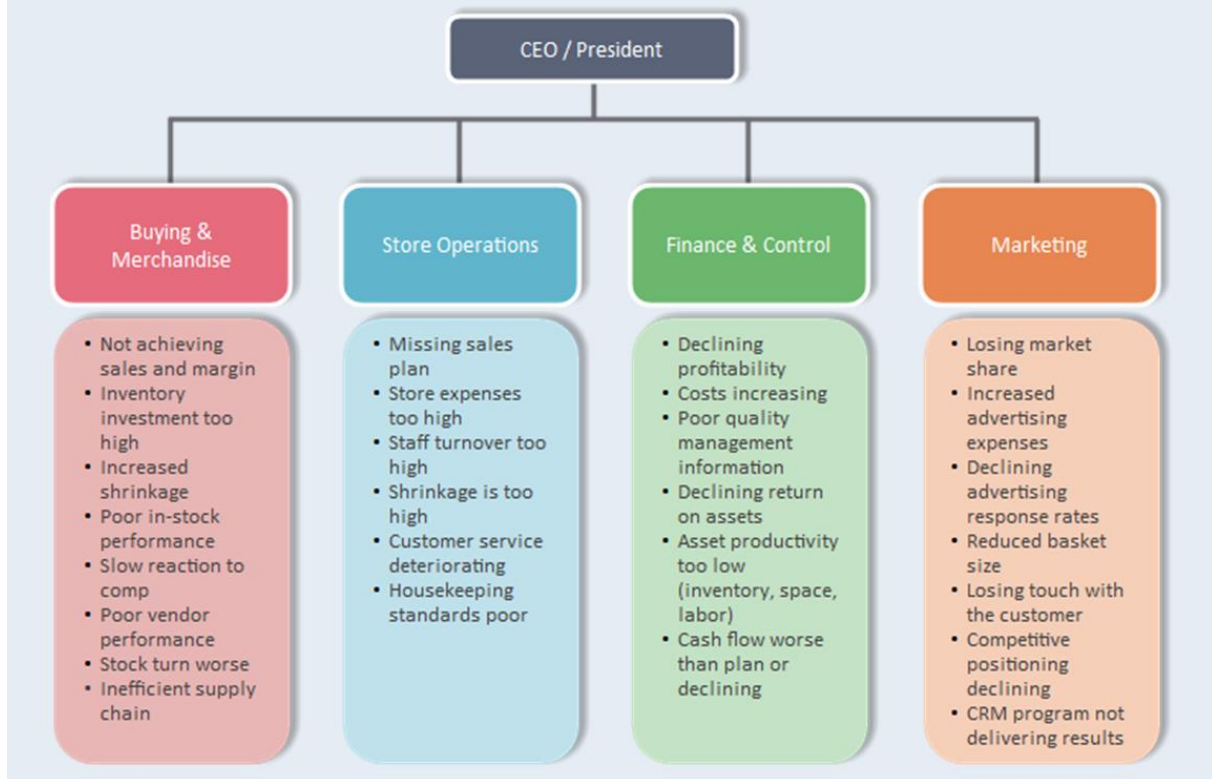 CEO / President
Buying &
Merchandise
Store Operations
Finance & Control
Marketing
• Not achieving
sales and margin
• Inventory
investment too
high
• Increased
shrinkage
• Poor in-stock
performance
• Slow reaction to
comp
• Poor vendor
performance
• Stock turn worse
• Inefficient supply
chain
• Missing sales
plan
• Store expenses
too high
• Staff turnover too
high
• Shrinkage is too
high
• Customer service
deteriorating
• Housekeeping
standards poor
• Declining
profitability
• Costs increasing
• Poor quality
management
information
• Declining return
on assets
• Asset productivity
too low
(inventory, space,
labor)
• Cash flow worse
than plan or
declining
• Losing market
share
• Increased
advertising
expenses
• Declining
advertising
response rates
• Reduced basket
size
• Losing touch with
the customer
• Competitive
positioning
declining
• CRM program not
delivering results